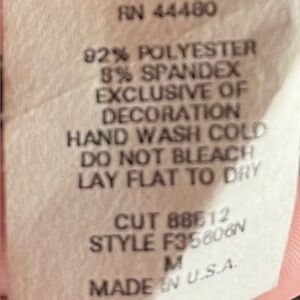 RN 44480
92% POLYESTER
8% SPANDEX
EXCLUSIVE OF
DECORATION
HAND WASH COLD
DO NOT BLEACH
LAY FLAT TO DRY
CUT 88612
STYLE F35606N
M
MADE IN U.S.A.